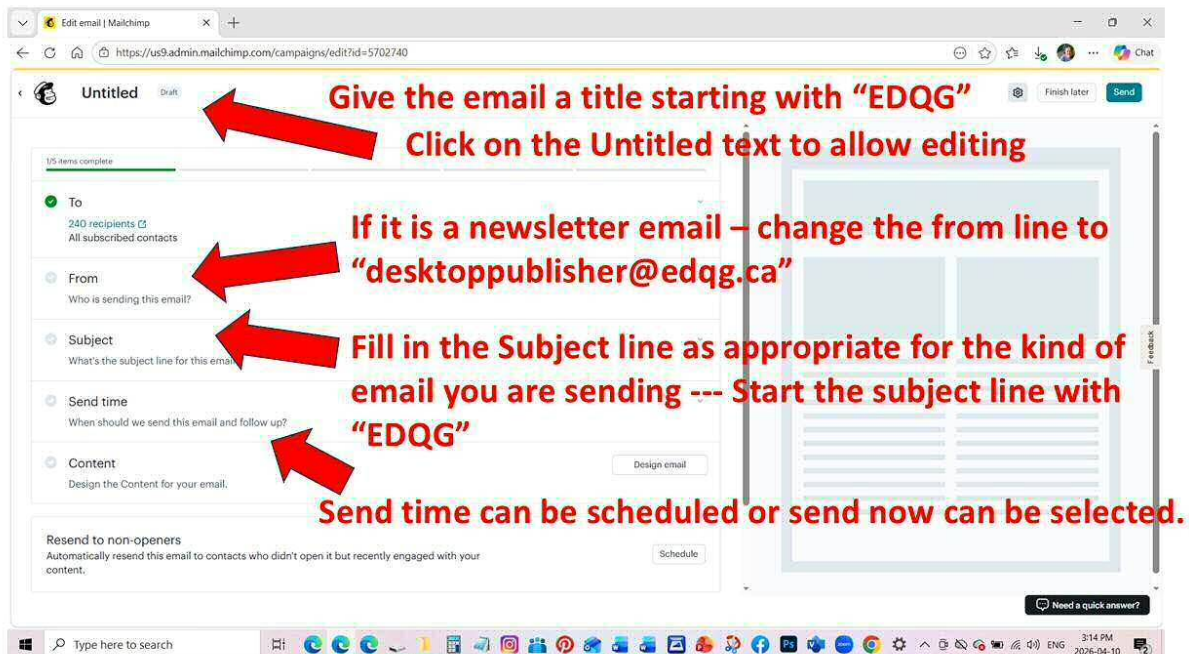 Edit email | Mailchimp
https://us9.admin.mailchimp.com/campaigns/edit?id=5702740
Chat
Untitled
Draft
Finish later
Send
Give the email a title starting with “EDQG”
Click on the Untitled text to allow editing
1/5 items complete
To
240 recipients
All subscribed contacts
If it is a newsletter email – change the from line to
“desktoppublisher@edqg.ca”
From
Who is sending this email?
Subject
What's the subject line for this email
Fill in the Subject line as appropriate for the kind of
email you are sending --- Start the subject line with
“EDQG”
Feedback
Send time
When should we send this email and follow up?
Content
Design the Content for your email.
Design email
Send time can be scheduled or send now can be selected.
Resend to non-openers
Automatically resend this email to contacts who didn't open it but recently engaged with your
content.
Schedule
Need a quick answer?
Type here to search
ENG
3:14 PM
2026-04-10